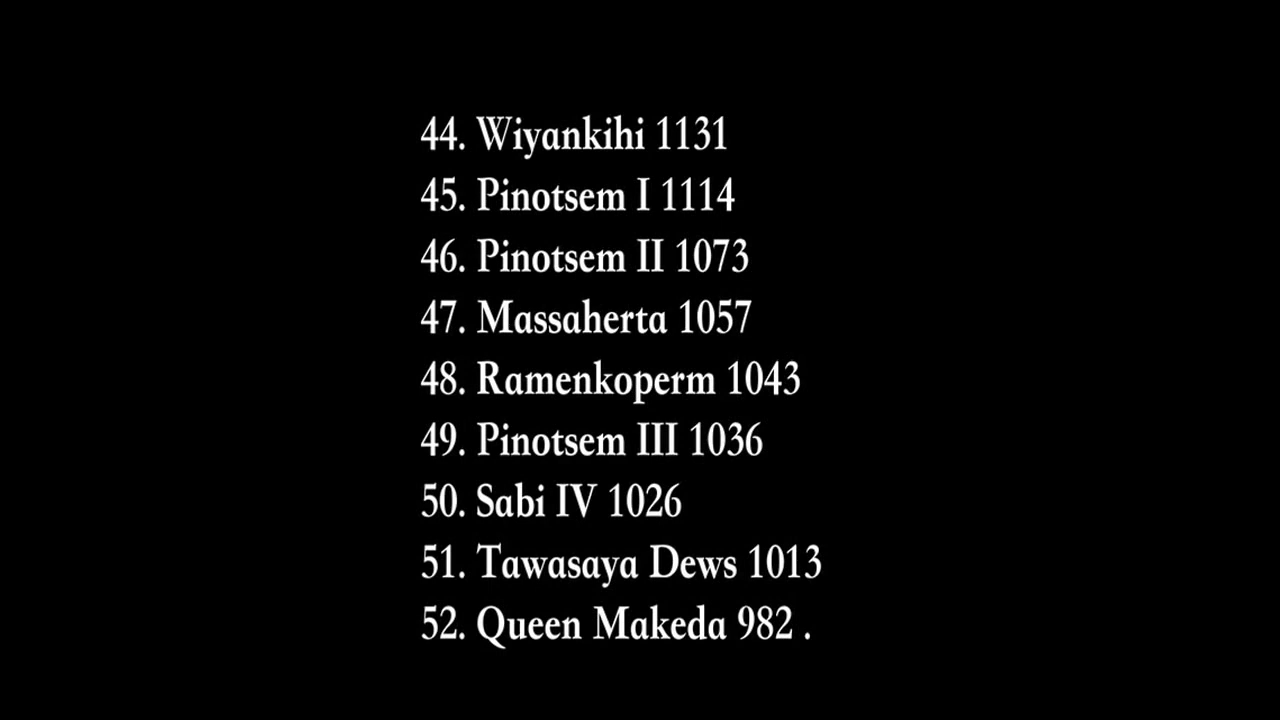 44. Wiyankihi 1131
45. Pinotsem I 1114
46. Pinotsem II 1073
47. Massaherta 1057
48. Ramenkoperm 1043
49. Pinotsem III 1036
50. Sabi IV 1026
51. Tawasaya Dews 1013
52. Queen Makeda 982 .